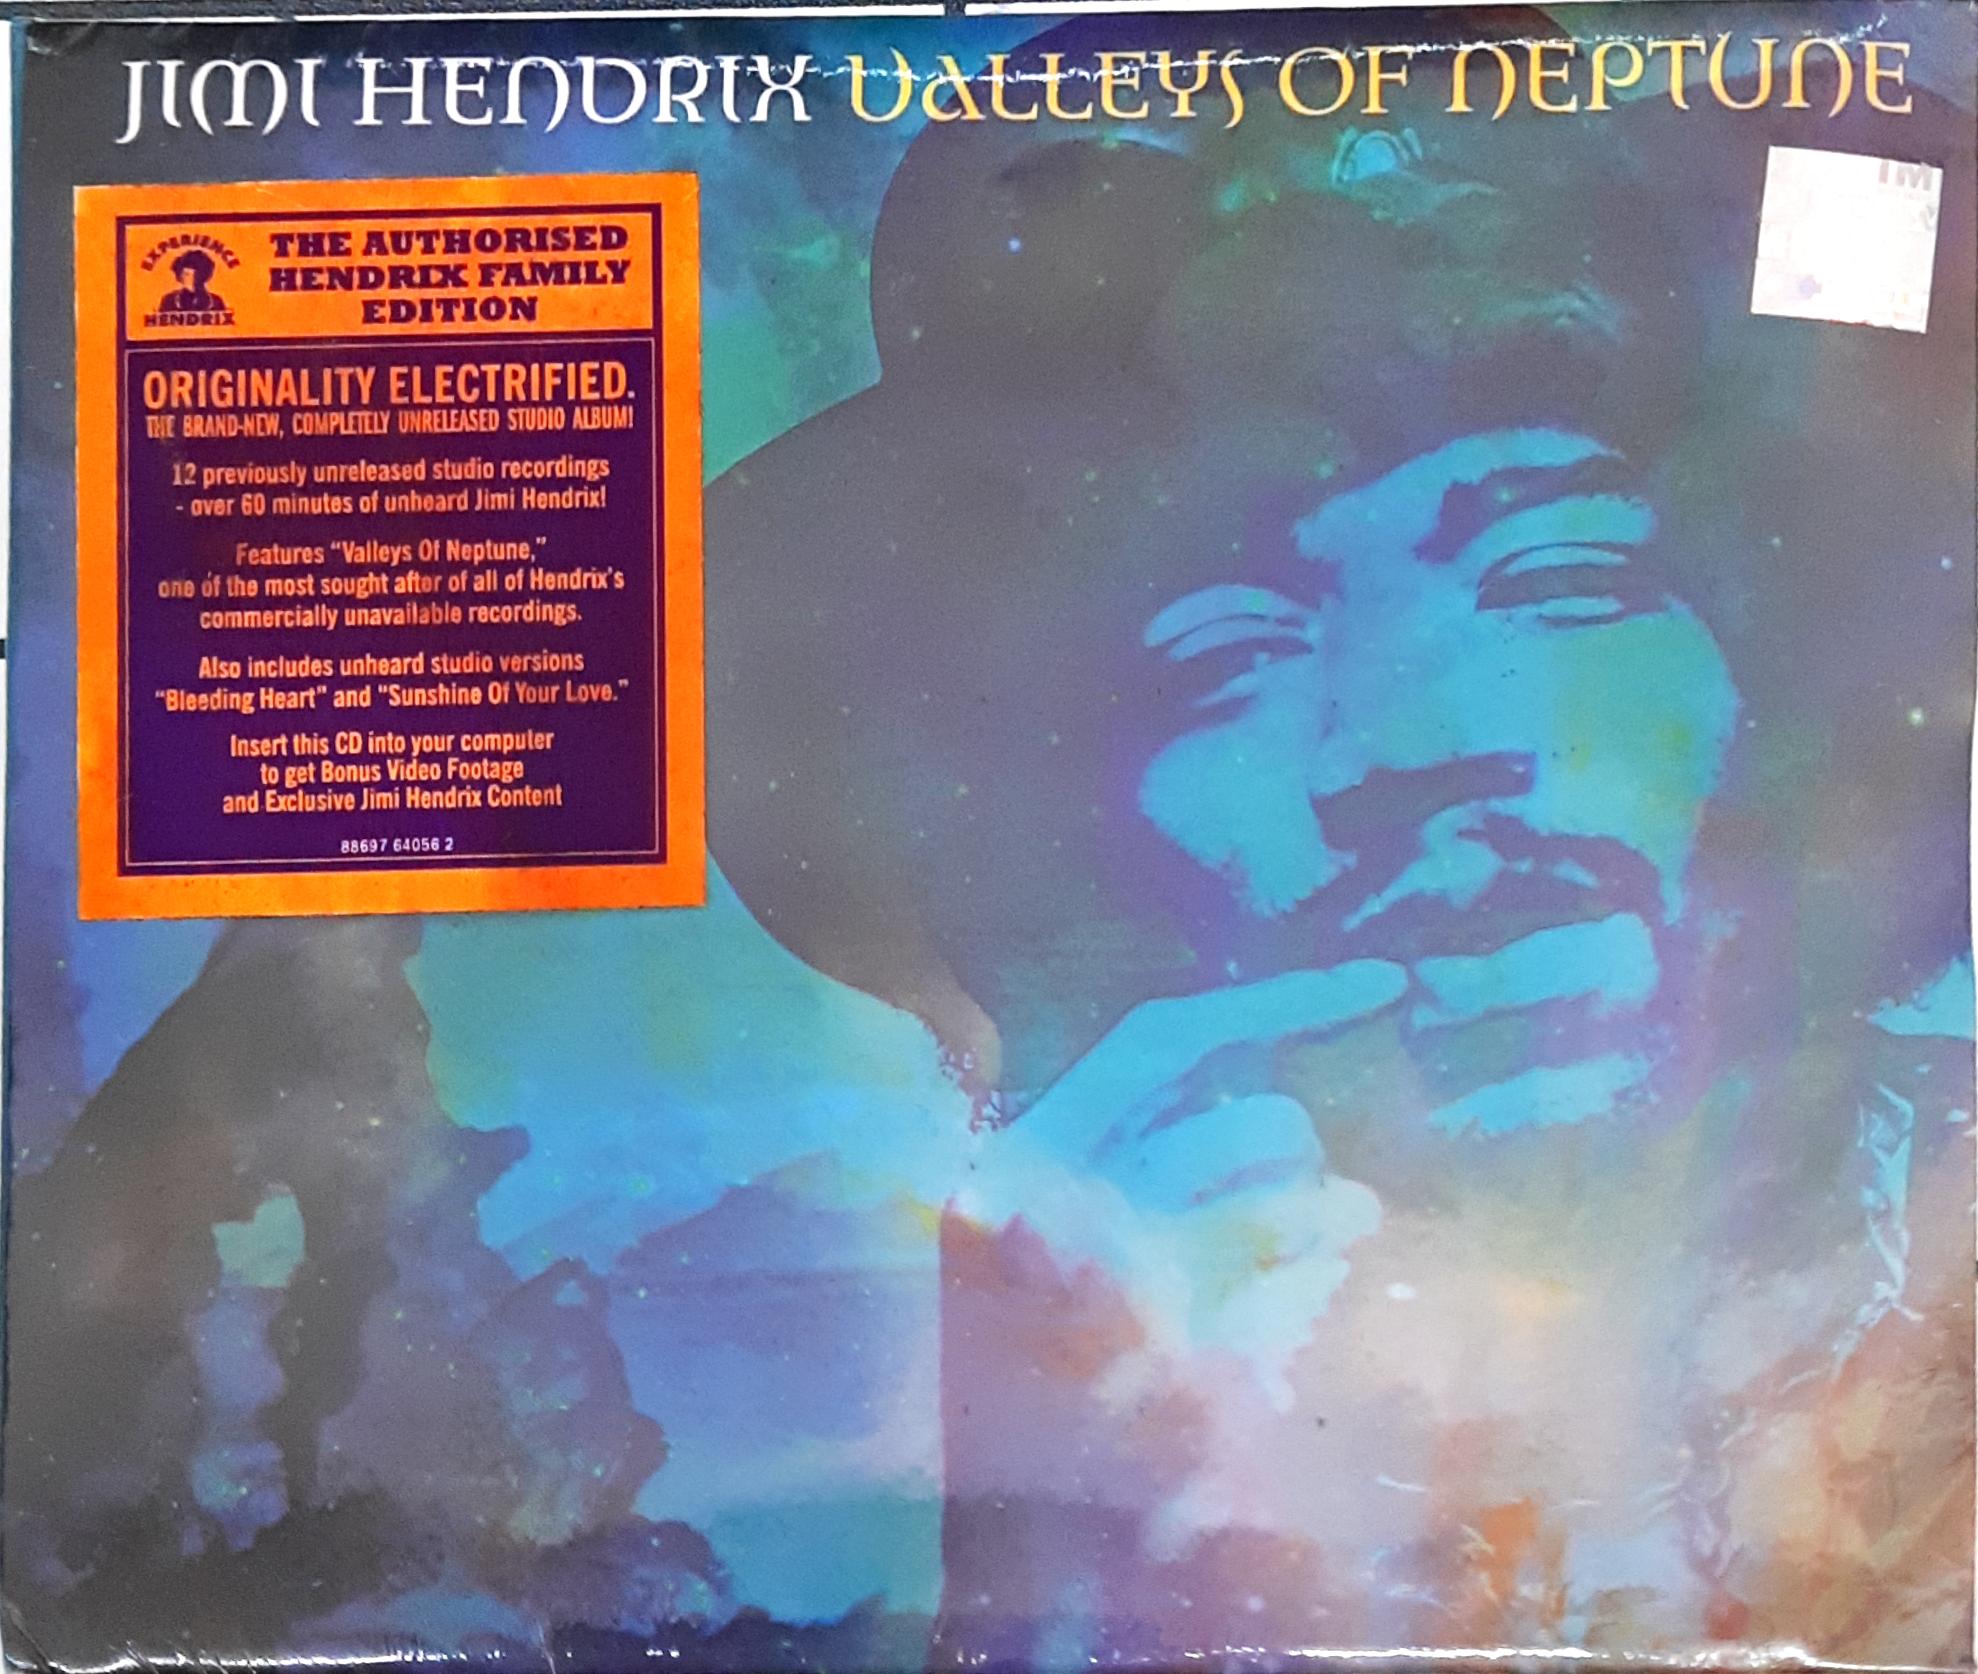 JIMI HENDRIX VALLEYS OF NEPTUNE
EXPERIENCE
HENDRIX
THE AUTHORISED
HENDRIX FAMILY
EDITION
ORIGINALITY ELECTRIFIED.
THE BRAND-NEW, COMPLETELY UNRELEASED STUDIO ALBUM!
12 previously unreleased studio recordings
- over 60 minutes of unheard Jimi Hendrix!
Features “Valleys Of Neptune,”
one of the most sought after of all of Hendrix's
commercially unavailable recordings.
Also includes unheard studio versions
“Bleeding Heart” and “Sunshine Of Your Love.”
Insert this CD into your computer
to get Bonus Video Footage
and Exclusive Jimi Hendrix Content
88697 64056 2